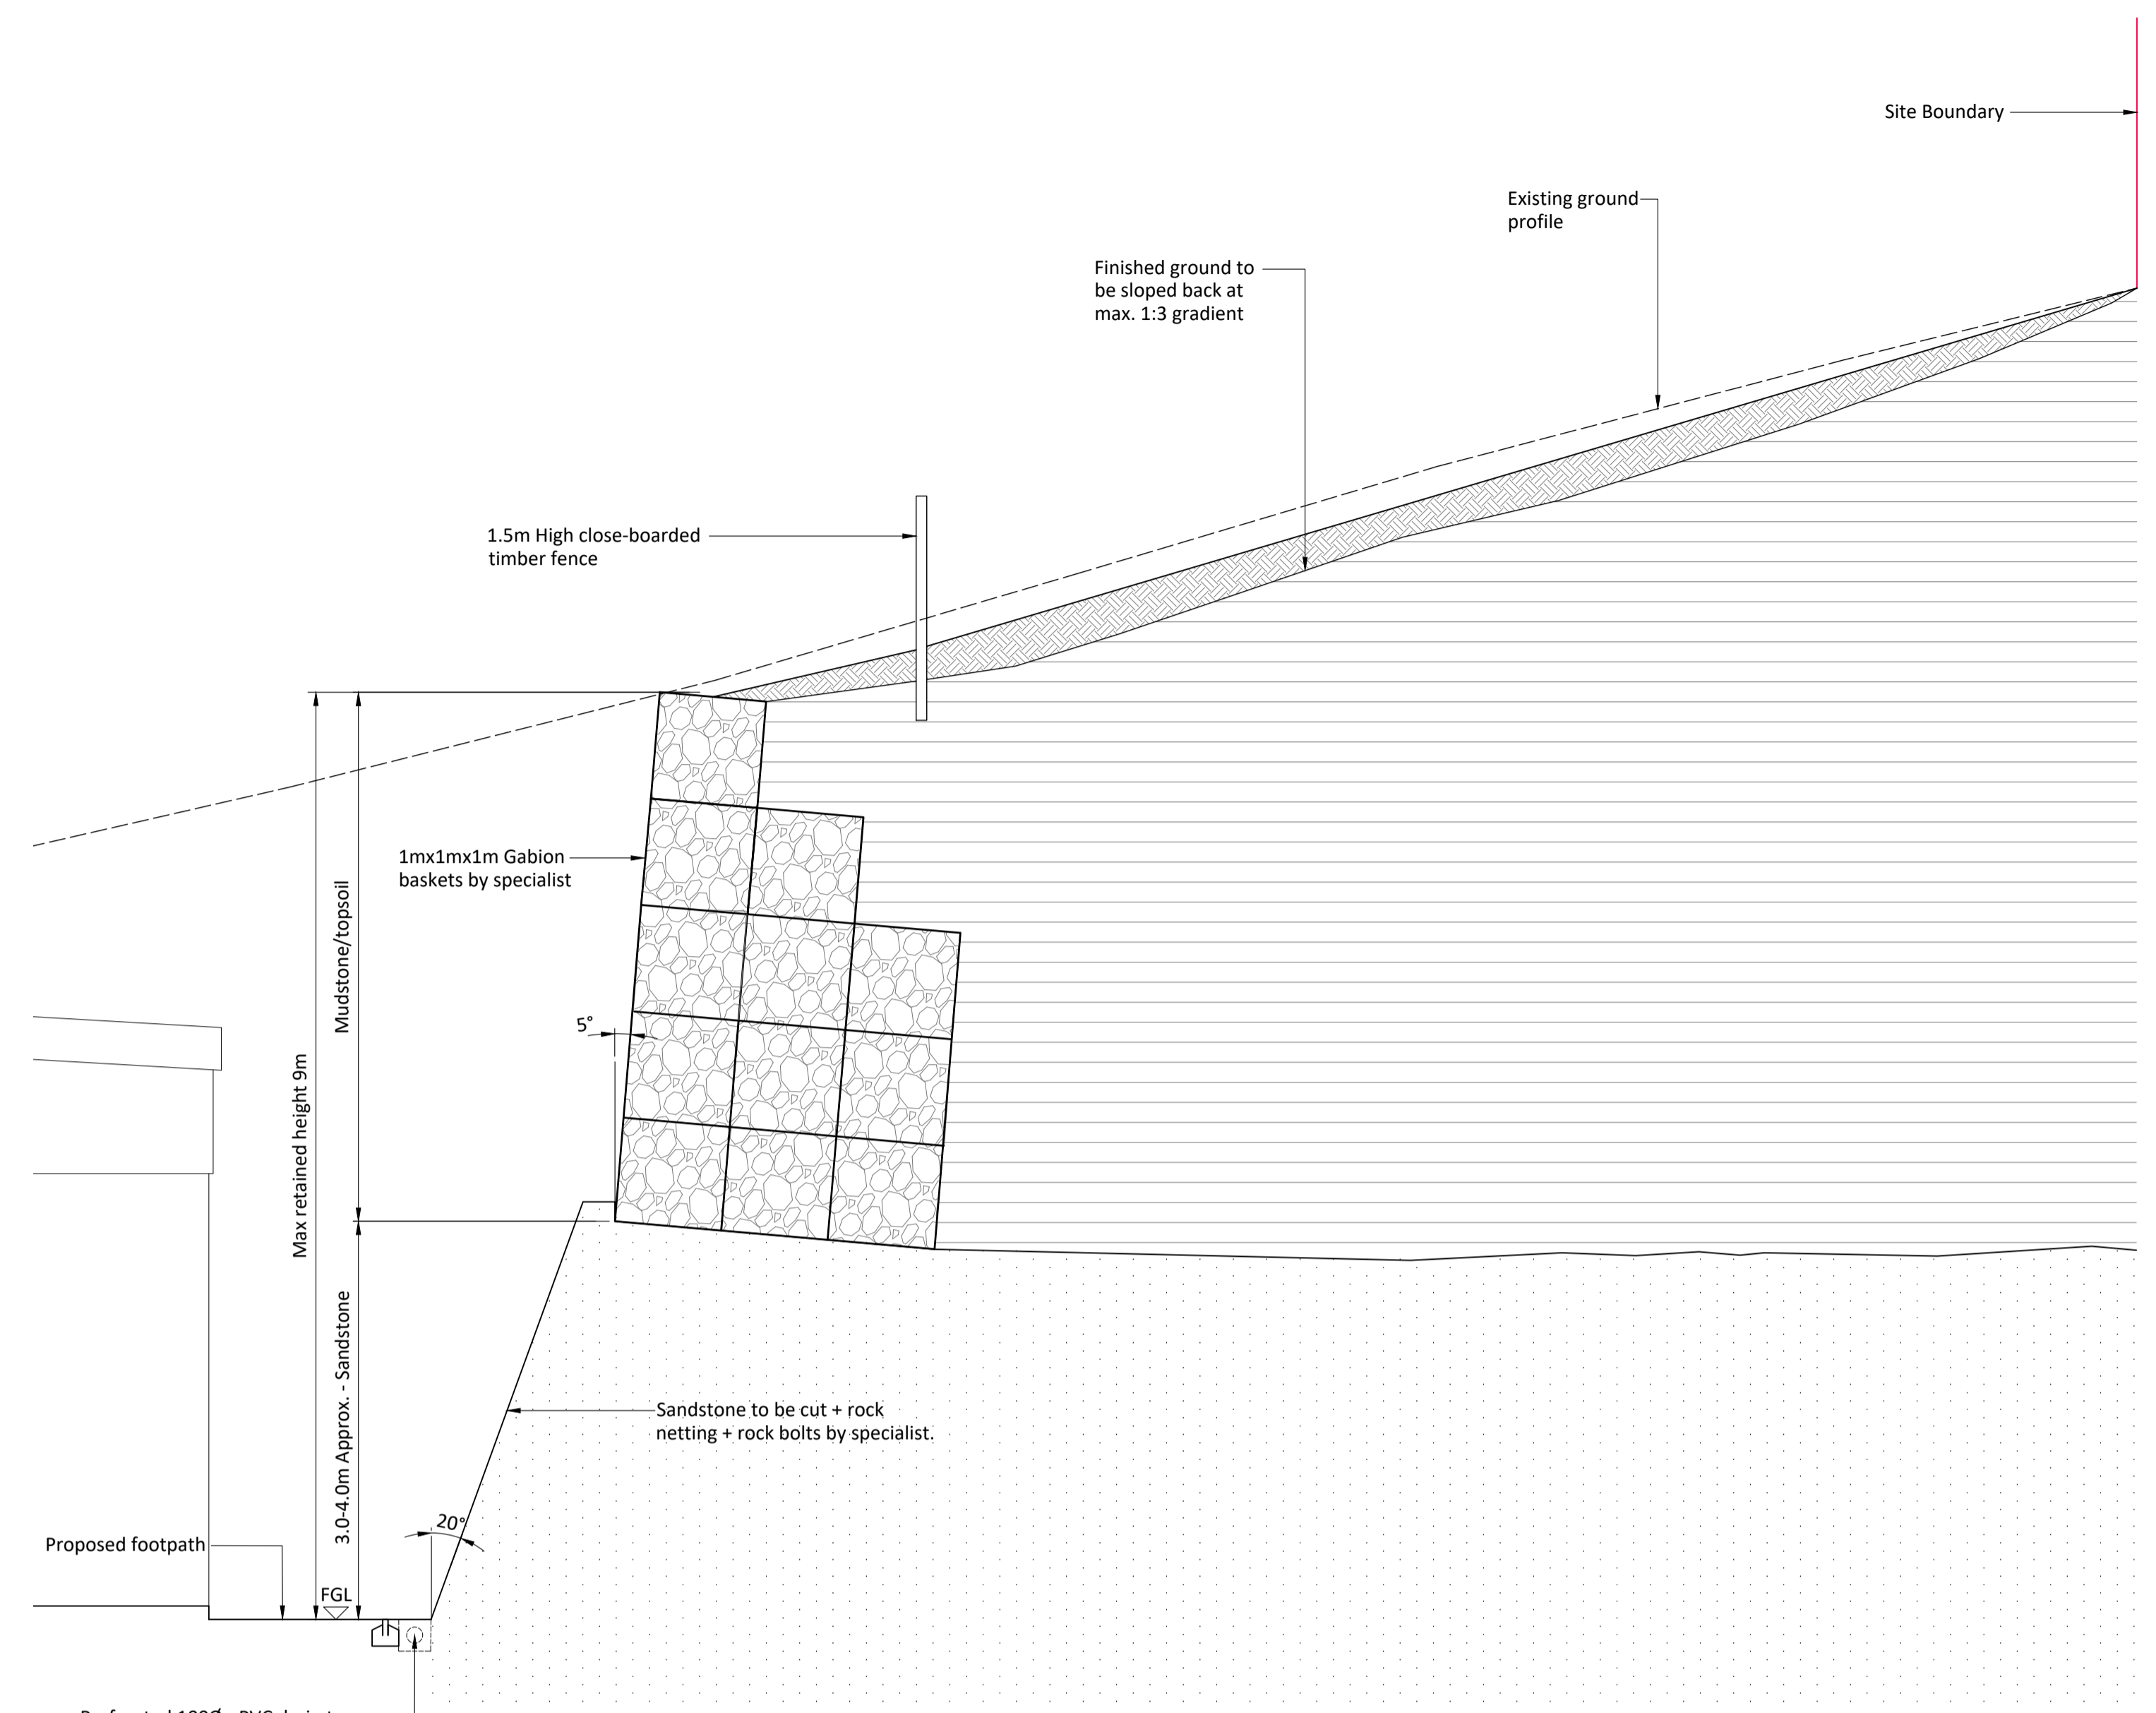 Site Boundary
Existing ground
profile
Finished ground to
be sloped back at
max. 1:3 gradient
1.5m High close-boarded
timber fence
1mx1mx1m Gabion
baskets by specialist
Mudstone/topsoil
5°
Max retained height 9m
3.0-4.0m Approx. - Sandstone
Sandstone to be cut + rock
netting + rock bolts by specialist.
20°
Proposed footpath
FGL